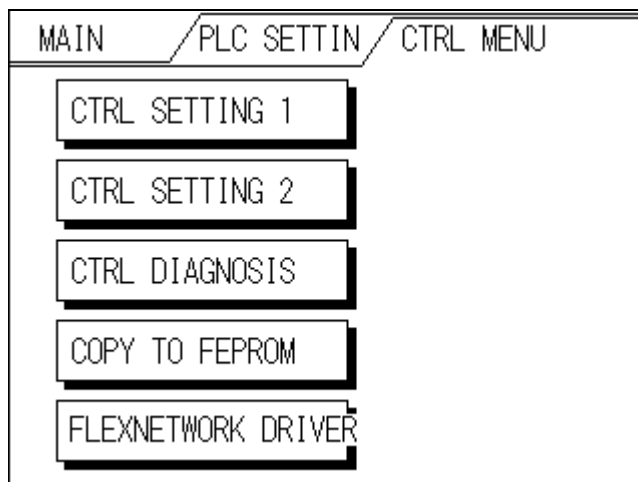 MAIN PLC SETTIN CTRL MENU
CTRL SETTING 1
CTRL SETTING 2
CTRL DIAGNOSIS
COPY TO FEPROM
FLEXNETWORK DRIVER